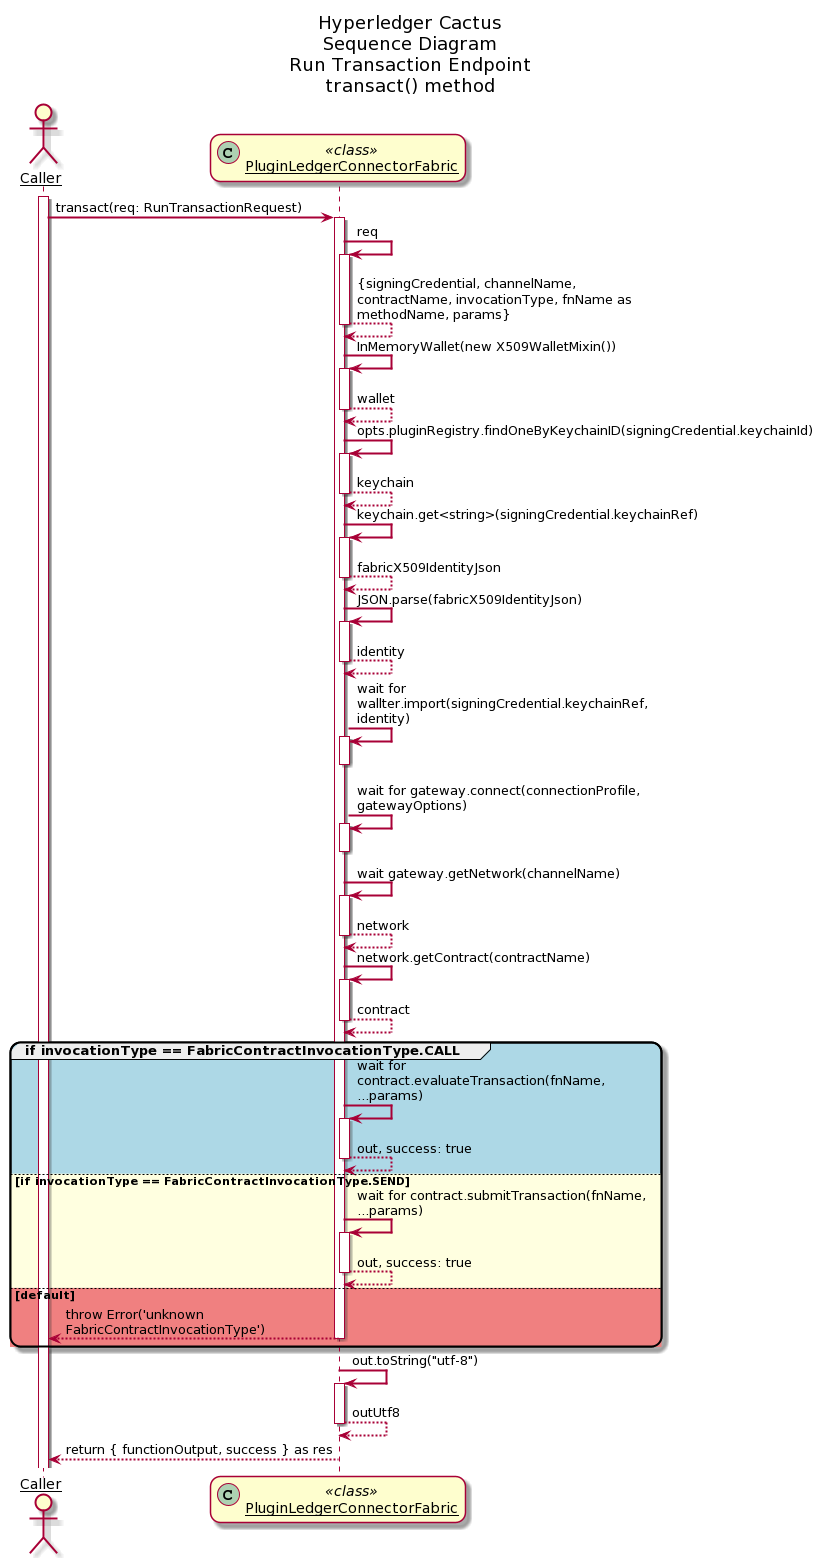 Hyperledger Cactus
Sequence Diagram
Run Transaction Endpoint
transact() method
Caller
C
«class»
PluginLedgerConnectorFabric
transact(req: RunTransactionRequest)
req
{signingCredential, channelName,
contractName, invocationType, fnName as
methodName, params}
InMemoryWallet(new X509WalletMixin())
wallet
opts.pluginRegistry.findOneByKeychainID(signingCredential.keychainId)
keychain
keychain.get<string>(signingCredential.keychainRef)
fabricX509IdentityJson
JSON.parse(fabricX509IdentityJson)
identity
wait for
wallter.import(signingCredential.keychainRef,
identity)
wait for gateway.connect(connectionProfile,
gatewayOptions)
wait gateway.getNetwork(channelName)
network
network.getContract(contractName)
contract
if invocationType == FabricContractInvocationType.CALL
wait for
contract.evaluateTransaction(fnName,
...params)
out, success: true
[if invocationType == FabricContractInvocationType.SEND]
wait for contract.submitTransaction(fnName,
...params)
out, success: true
[default]
throw Error('unknown
FabricContractInvocationType')
out.toString("utf-8")
outUtf8
return { functionOutput, success } as res
Caller
C
«class»
PluginLedgerConnectorFabric